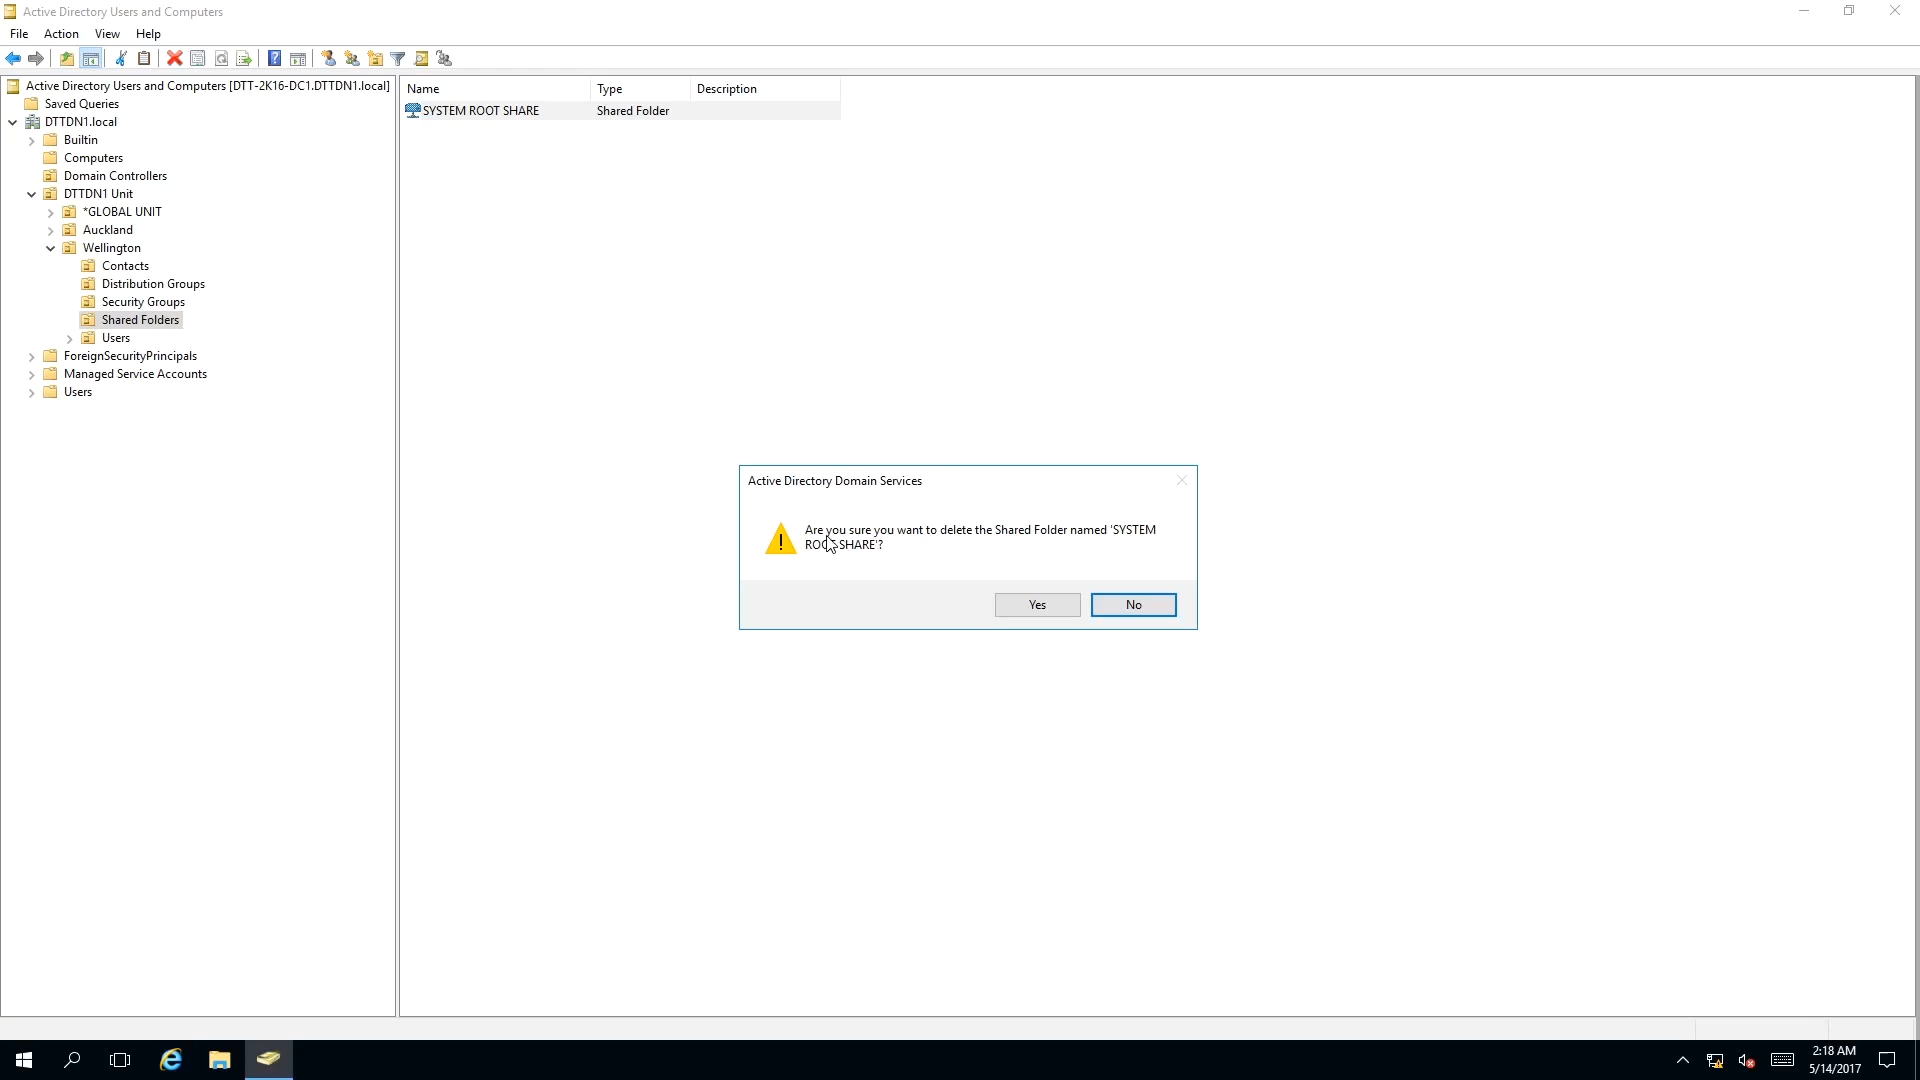 Active Directory Users and Computers
File Action View Help
Active Directory Users and Computers [DTT-2K16-DC1.DTTDN1.local]
Saved Queries
DTTDN1.local
Builtin
Computers
Domain Controllers
DTTDN1 Unit
*GLOBAL UNIT
Auckland
Wellington
Contacts
Distribution Groups
Security Groups
Shared Folders
Users
ForeignSecurityPrincipals
Managed Service Accounts
Users
Name Type Description
SYSTEM ROOT SHARE Shared Folder
Active Directory Domain Services
Are you sure you want to delete the Shared Folder named 'SYSTEM
ROOT SHARE'?
Yes No
2:18 AM
5/14/2017